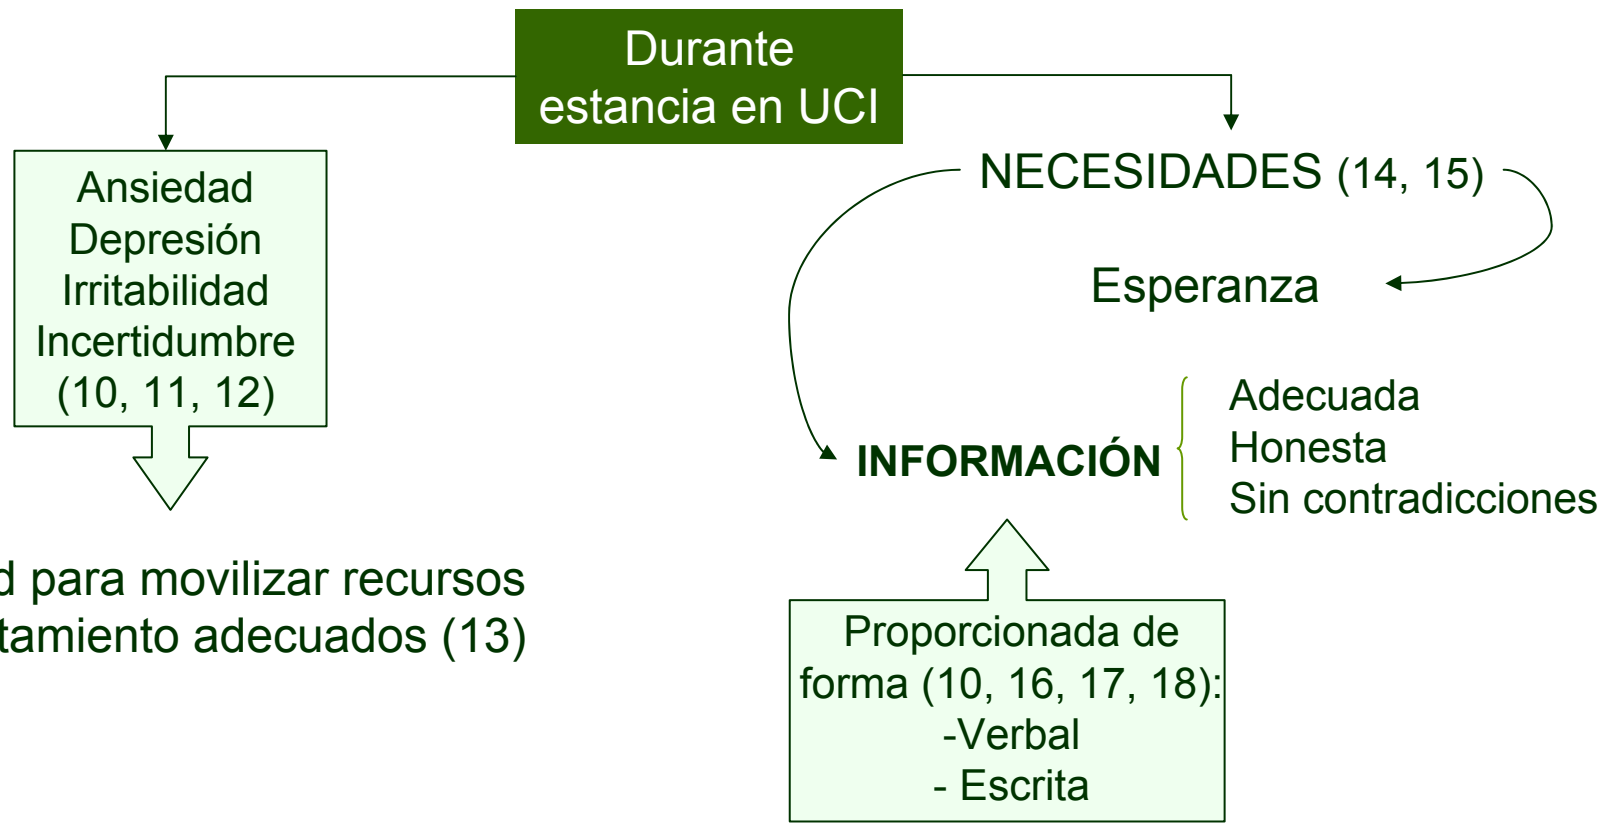 Durante
estancia en UCI
Ansiedad
Depresión
Irritabilidad
Incertidumbre
(10, 11, 12)
para movilizar recursos
adecuados (13)
NECESIDADES (14, 15)
Esperanza
INFORMACIÓN
Adecuada
Honesta
Sin contradicciones
Proporcionada de
forma (10, 16, 17, 18):
-Verbal
- Escrita